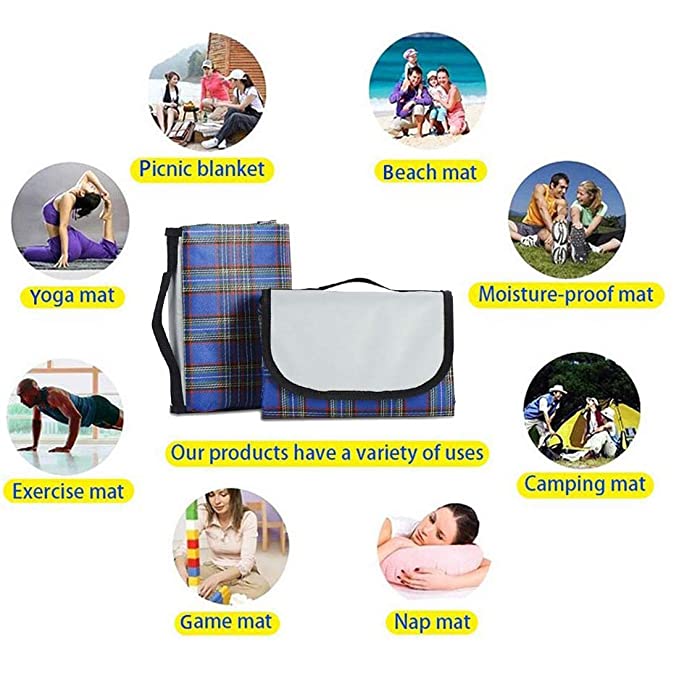 Picnic blanket
Beach mat
Yoga mat
Moisture-proof mat
Our products have a variety of uses
Exercise mat
Camping mat
Game mat
Nap mat